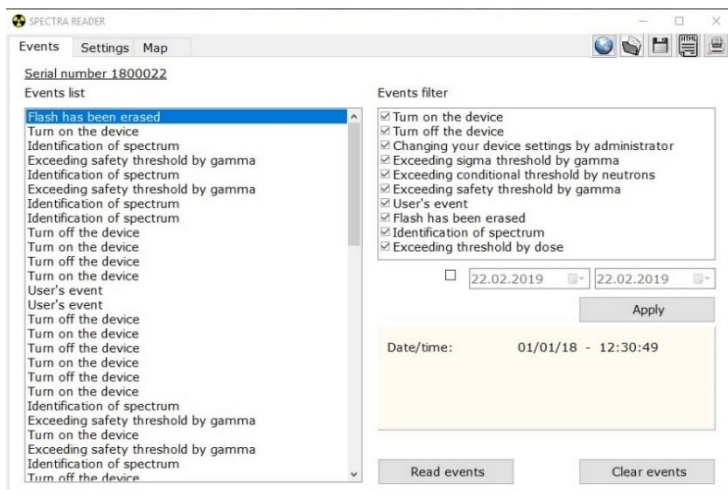 SPECTRA READER
Events Settings Map
HTML
Serial number 1800022
Events list
Flash has been erased
Turn on the device
Identification of spectrum
Exceeding safety threshold by gamma
Identification of spectrum
Exceeding safety threshold by gamma
Identification of spectrum
Identification of spectrum
Turn off the device
Turn on the device
Turn off the device
Turn on the device
User's event
User's event
Turn off the device
Turn on the device
Turn off the device
Turn on the device
Turn off the device
Turn on the device
Identification of spectrum
Exceeding safety threshold by gamma
Turn on the device
Exceeding safety threshold by gamma
Identification of spectrum
Turn off the device
Events filter
Turn on the device
Turn off the device
Changing your device settings by administrator
Exceeding sigma threshold by gamma
Exceeding conditional threshold by neutrons
Exceeding safety threshold by gamma
User's event
Flash has been erased
Identification of spectrum
Exceeding threshold by dose
22.02.2019 22.02.2019
Apply
Date/time: 01/01/18 - 12:30:49
Read events Clear events